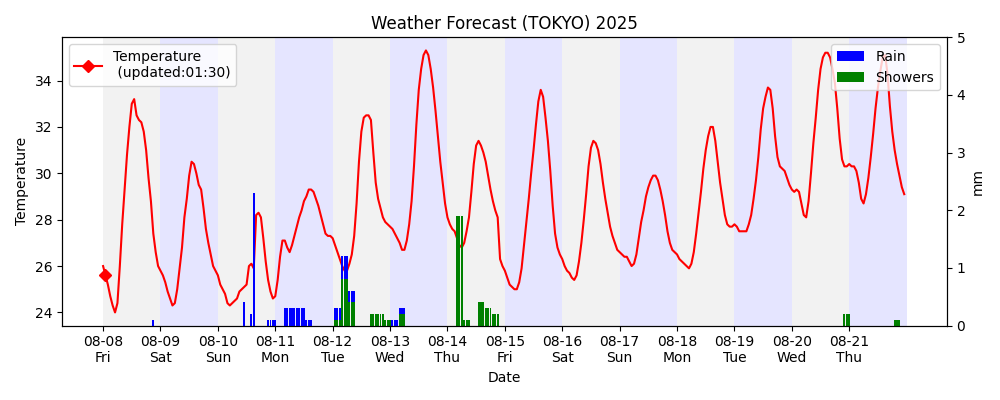 Weather Forecast (TOKYO) 2025
Temperature
(updated:01:30)
Rain
Showers
Temperature
34
32
30
28
26
24
5
4
3
2
1
0
mm
08-08 08-09 08-10 08-11 08-12 08-13 08-14 08-15 08-16 08-17 08-18 08-19 08-20 08-21
Fri Sat Sun Mon Tue Wed Thu Fri Sat Sun Mon Tue Wed Thu
Date